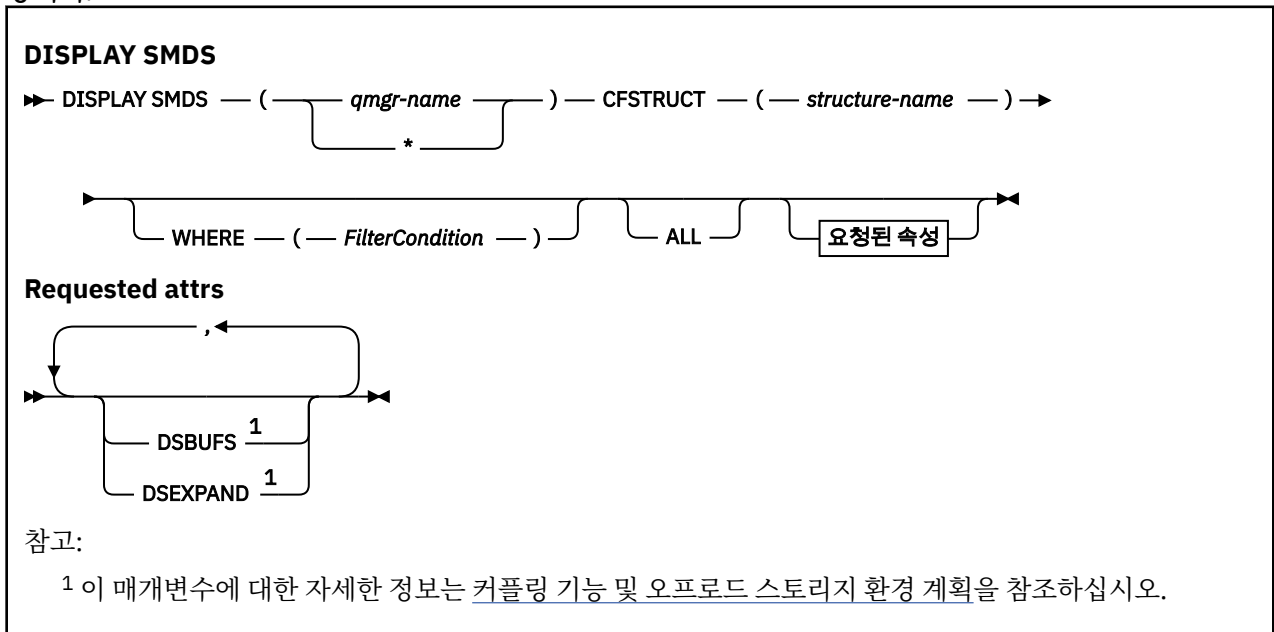 DISPLAY SMDS
DISPLAY SMDS ( qmgr-name ) CFSTRUCT ( structure-name )
*
WHERE ( FilterCondition ) ALL 요청된 속성
Requested attrs
,
DSBUFS 1
DSEXPAND 1
참고:
1 이 매개변수에 대한 자세한 정보는 커플링 기능 및 오프로드 스토리지 환경 계획을 참조하십시오.